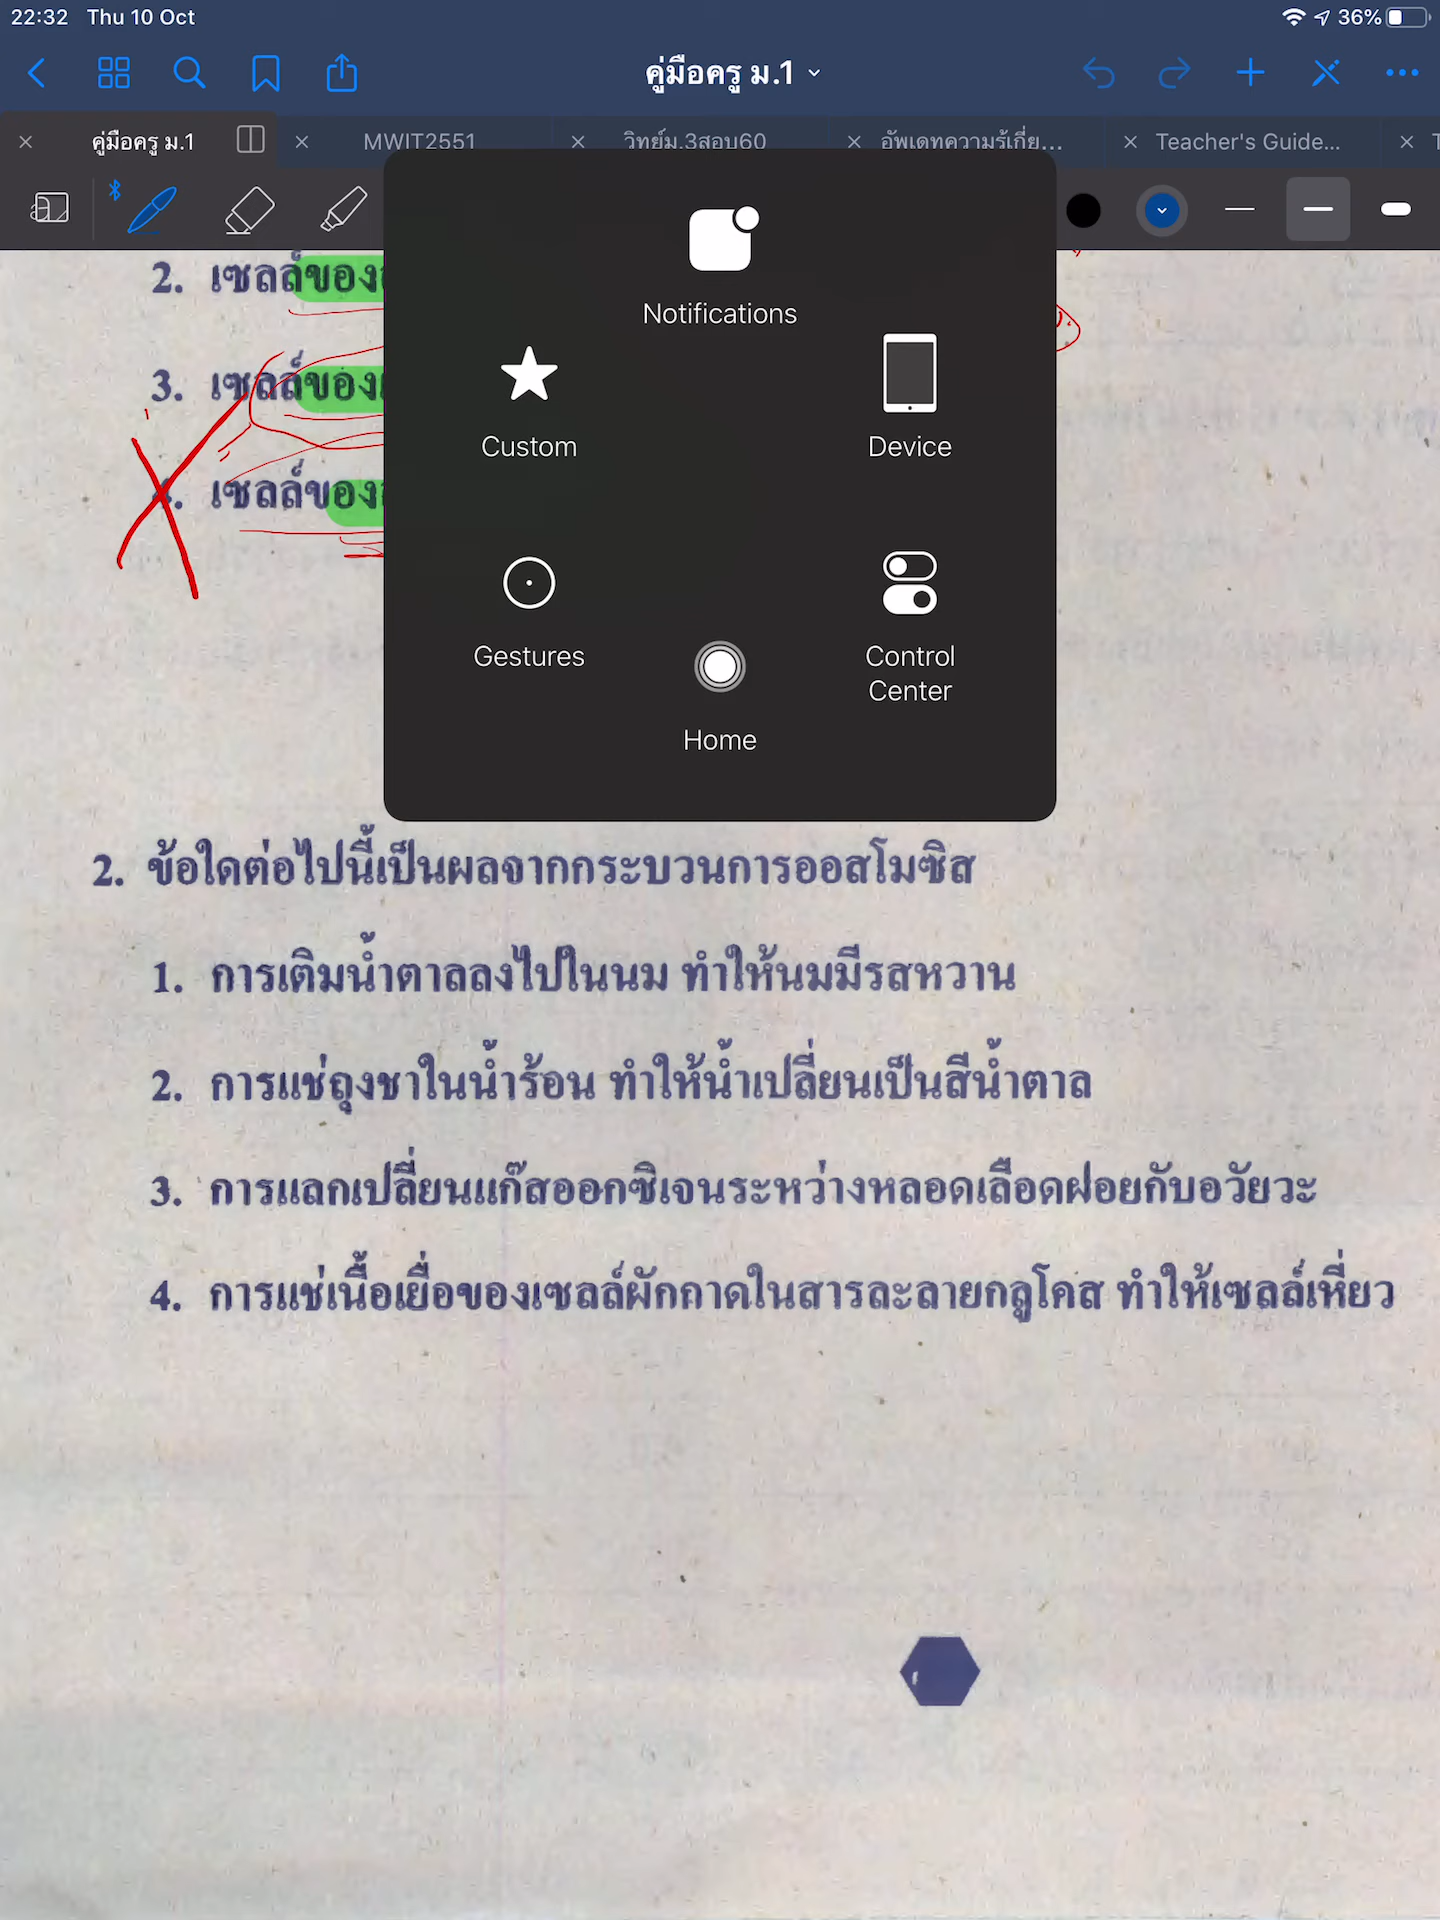 22:32 Thu 10 Oct 36%
คู่มือครู ม.1
คู่มือครู ม.1 MWIT2551 วิทย์ม.3สอบ60 อัพเดทความรู้เกี่ย... Teacher's Guide...
2. เซลล์ของ
3. เซลล์ของ
4. เซลล์ของ
Notifications
Custom
Device
Gestures
Control
Center
Home
2. ข้อใดต่อไปนี้เป็นผลจากกระบวนการออสโมซิส
1. การเติมน้ำตาลลงไปในนม ทำให้นมมีรสหวาน
2. การแช่ถุงชาในน้ำร้อน ทำให้น้ำเปลี่ยนเป็นสีน้ำตาล
3. การแลกเปลี่ยนแก๊สออกซิเจนระหว่างหลอดเลือดฝอยกับอวัยวะ
4. การแช่เนื้อเยื่อของเซลล์ผักกาดในสารละลายกลูโคส ทำให้เซลล์เหี่ยว